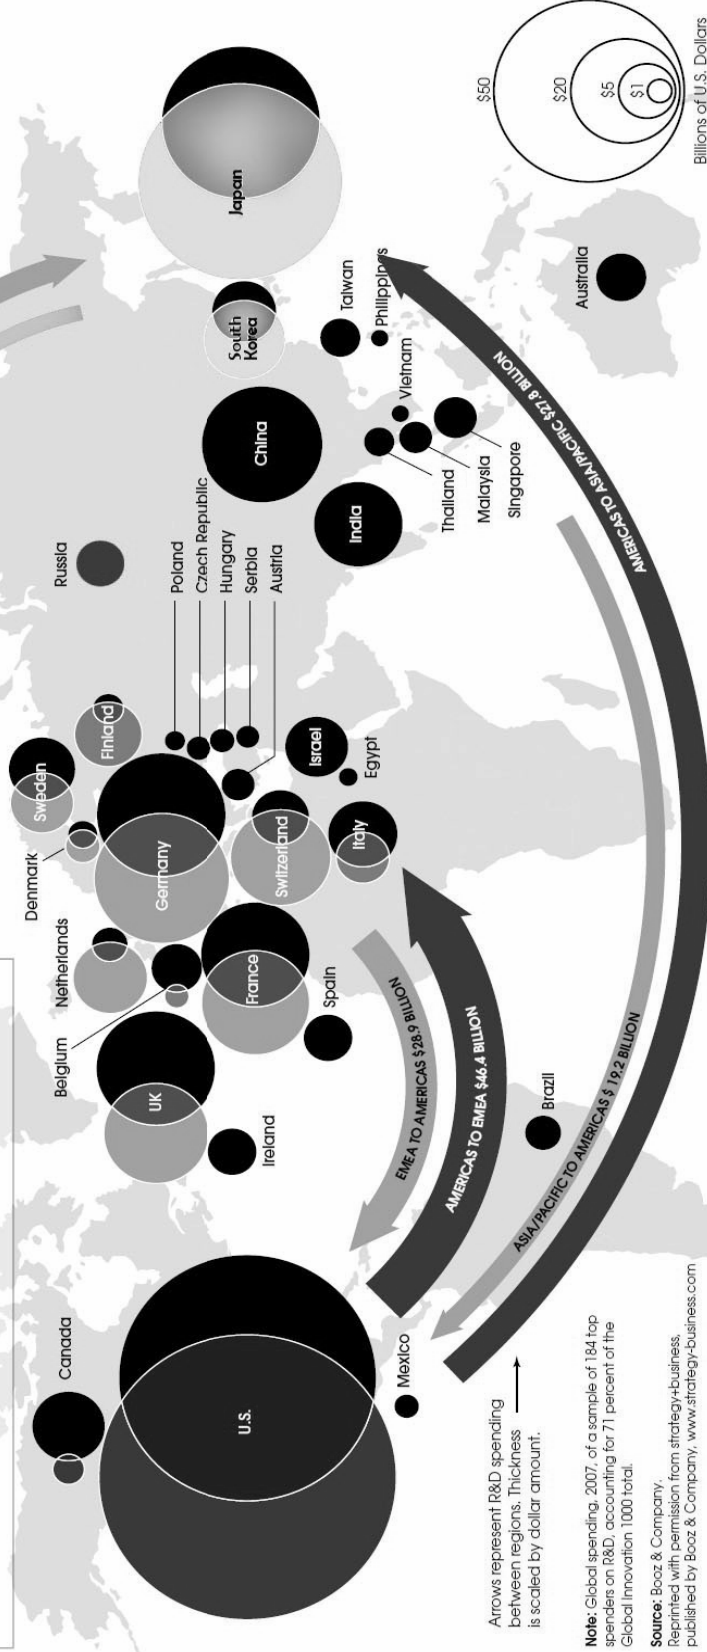 Canada
U.S.
Mexico
Ireland
UK
Belgium
Netherlands
Denmark
Sweden
Finland
France
Spain
Germany
Switzerland
Italy
Poland
Czech Republic
Hungary
Serbia
Austria
Israel
Egypt
Russia
China
India
South
Korea
Japan
Taiwan
Philippines
Vietnam
Thailand
Malaysia
Singapore
Australia
Brazil
EMEA TO AMERICAS $28.9 BILLION
AMERICAS TO EMEA $46.4 BILLION
ASIA/PACIFIC TO AMERICAS $ 19.2 BILLION
AMERICAS TO ASIA/PACIFIC $27.8 BILLION
$50
$20
$5
$1
Billions of U.S. Dollars
Arrows represent R&D spending
between regions. Thickness
is scaled by dollar amount.
Note: Global spending, 2007, of a sample of 184 top
spenders on R&D, accounting for 71 percent of the
Global Innovation 1000 total.
Source: Booz & Company.
Reprinted with permission from strategy+business,
published by Booz & Company, www.strategy-business.com